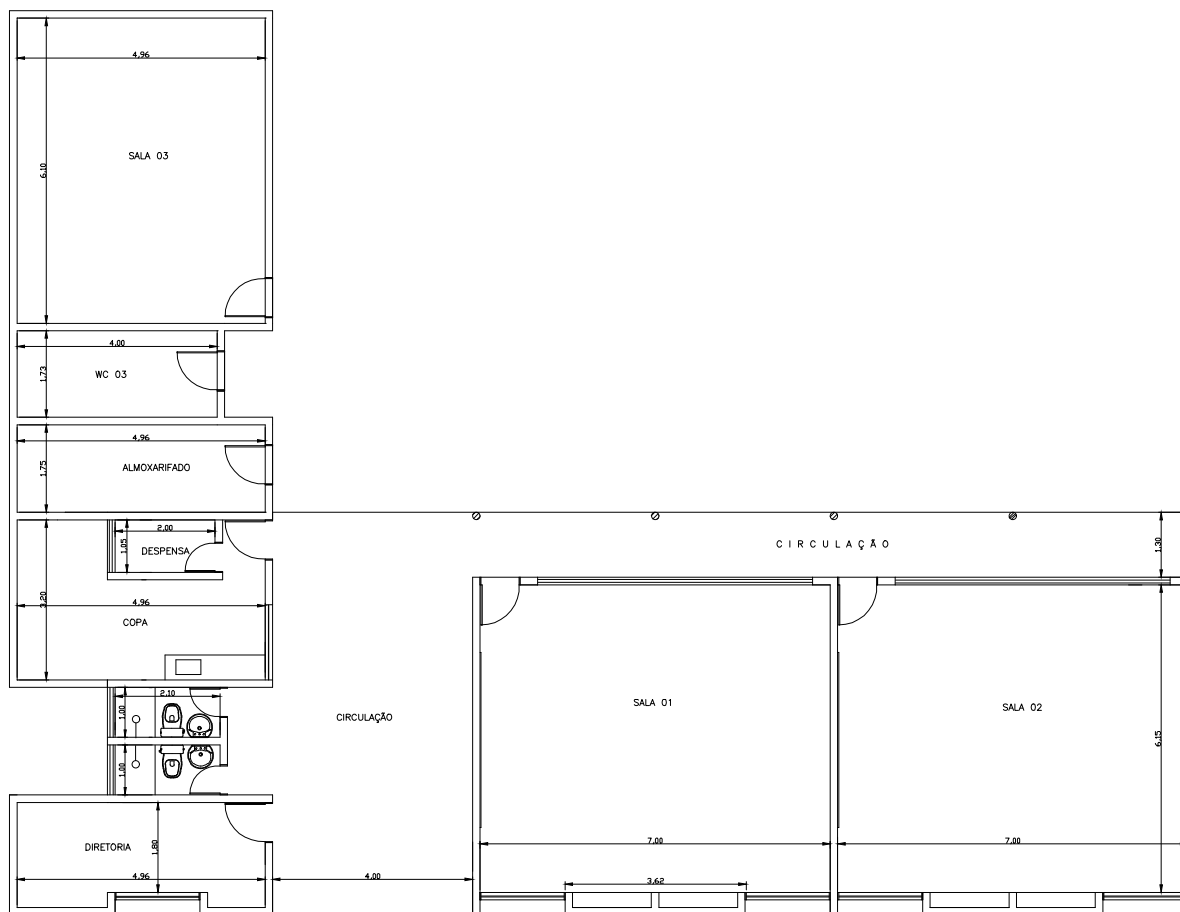 4.96
SALA 03
6.10
4.00
WC 03
1.73
4.96
ALMOXARIFADO
1.75
2.00
DESPENSA
1.05
CIRCULAÇÃO
1.30
4.96
3.20
COPA
2.10
1.00
CIRCULAÇÃO
SALA 01
SALA 02
6.15
1.00
DIRETORIA
1.80
4.96
4.00
7.00
3.62
7.00